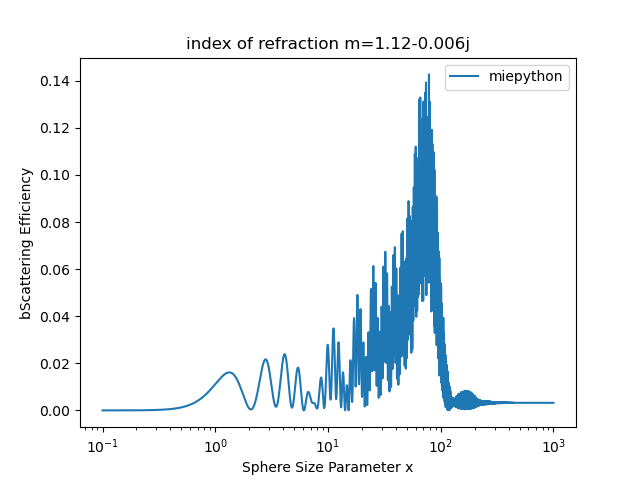 index of refraction m=1.12-0.006j
miepython
bScattering Efficiency
0.14
0.12
0.10
0.08
0.06
0.04
0.02
0.00
10⁻¹ 10⁰ 10¹ 10² 10³
Sphere Size Parameter x